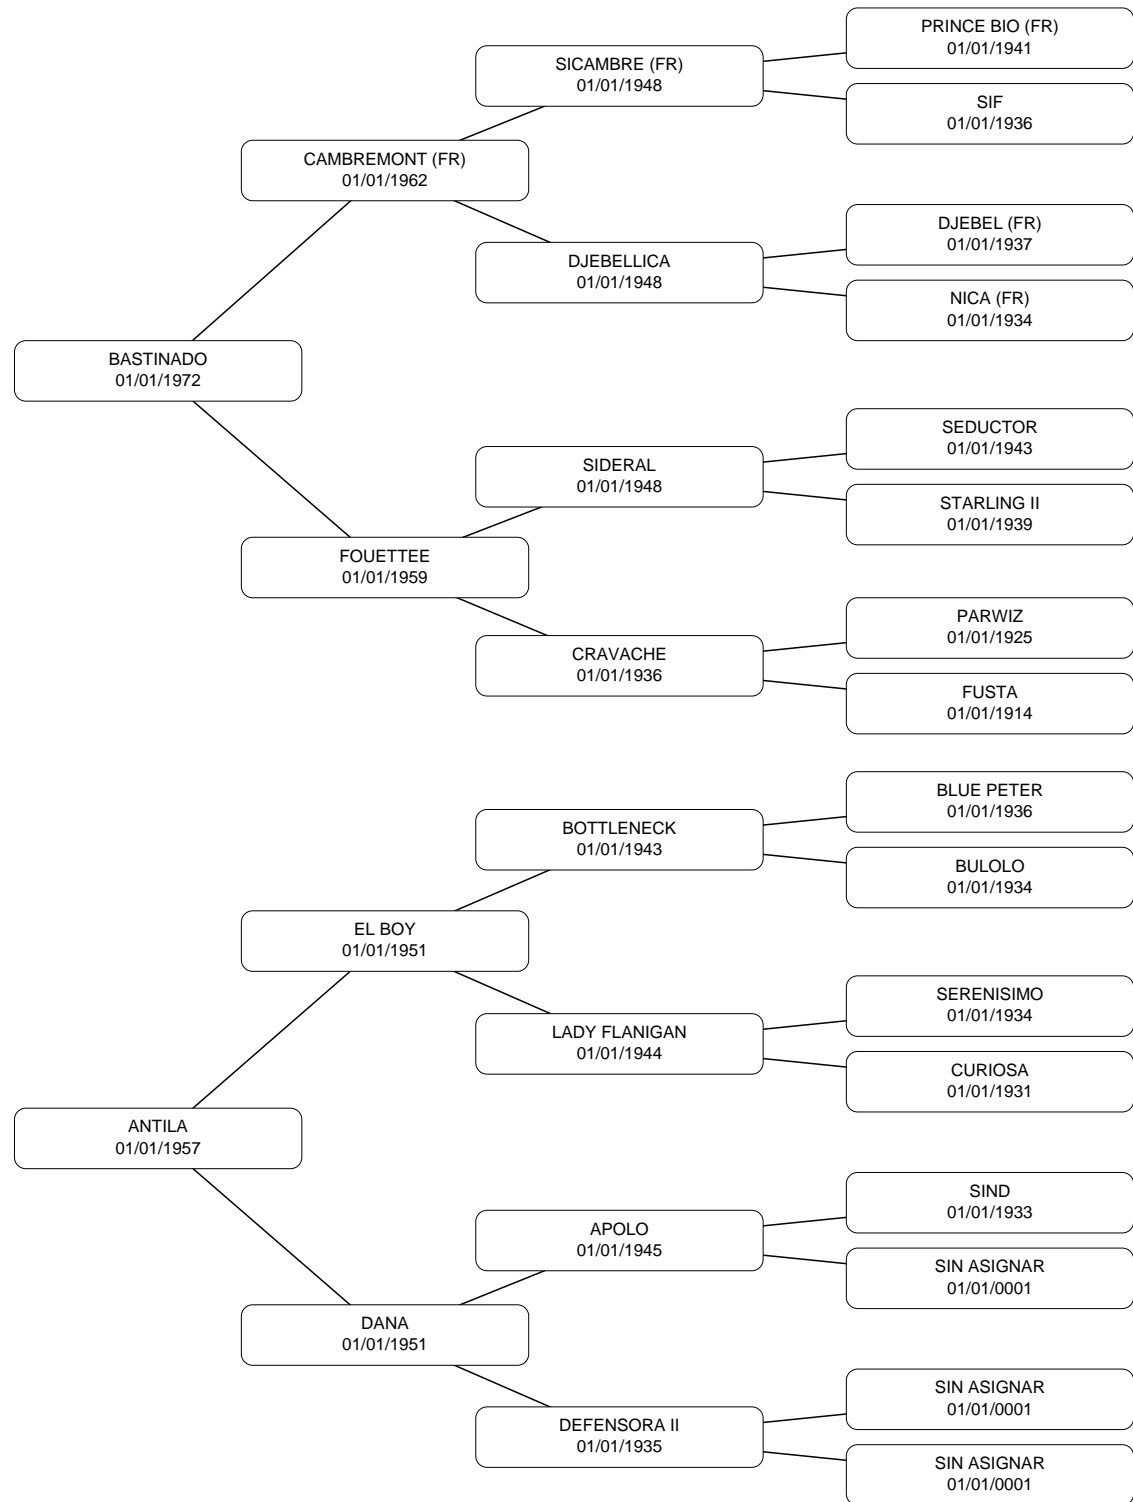 PRINCE BIO (FR)
01/01/1941
SICAMBRE (FR)
01/01/1948
SIF
01/01/1936
CAMBREMONT (FR)
01/01/1962
DJEBEL (FR)
01/01/1937
DJEBELLICA
01/01/1948
NICA (FR)
01/01/1934
BASTINADO
01/01/1972
SEDUCTOR
01/01/1943
SIDERAL
01/01/1948
STARLING II
01/01/1939
FOUETTEE
01/01/1959
PARWIZ
01/01/1925
CRAVACHE
01/01/1936
FUSTA
01/01/1914
BLUE PETER
01/01/1936
BOTTLENECK
01/01/1943
BULOLO
01/01/1934
EL BOY
01/01/1951
SERENISIMO
01/01/1934
LADY FLANIGAN
01/01/1944
CURIOSA
01/01/1931
ANTILA
01/01/1957
SIND
01/01/1933
APOLO
01/01/1945
SIN ASIGNAR
01/01/0001
DANA
01/01/1951
SIN ASIGNAR
01/01/0001
DEFENSORA II
01/01/1935
SIN ASIGNAR
01/01/0001